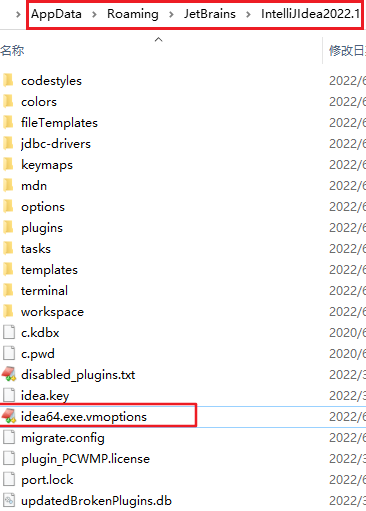 AppData > Roaming > JetBrains > IntelliJIdea2022.1
名称 修改日
codestyles 2022/6
colors 2022/6
fileTemplates 2022/6
jdbc-drivers 2022/6
keymaps 2022/6
mdn 2022/6
options 2022/6
plugins 2022/6
tasks 2022/6
templates 2022/6
terminal 2022/6
workspace 2022/6
c.kdbx 2020/6
c.pwd 2020/6
disabled_plugins.txt 2022/3
idea.key 2022/3
idea64.exe.vmoptions 2022/6
migrate.config 2022/6
plugin_PCWMP.license 2022/3
port.lock 2022/6
updatedBrokenPlugins.db 2022/3